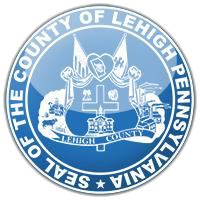 SEAL OF THE COUNTY OF LEHIGH PENNSYLVANIA
LEHIGH COUNTY